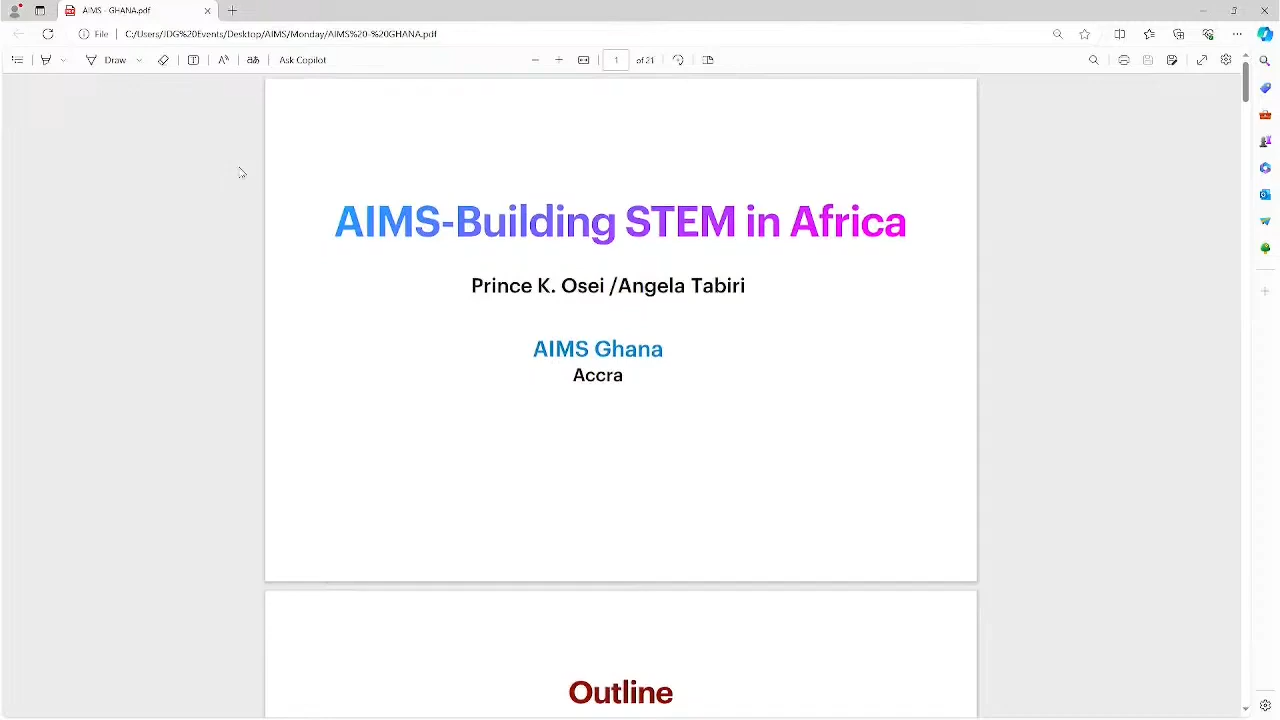 AIMS - GHANA.pdf
File
C:/Users/JDG%20Events/Desktop/AIMS/Monday/AIMS%20-%20GHANA.pdf
Draw
Ask Copilot
1
of 21
AIMS-Building STEM in Africa
Prince K. Osei /Angela Tabiri
AIMS Ghana
Accra
Outline